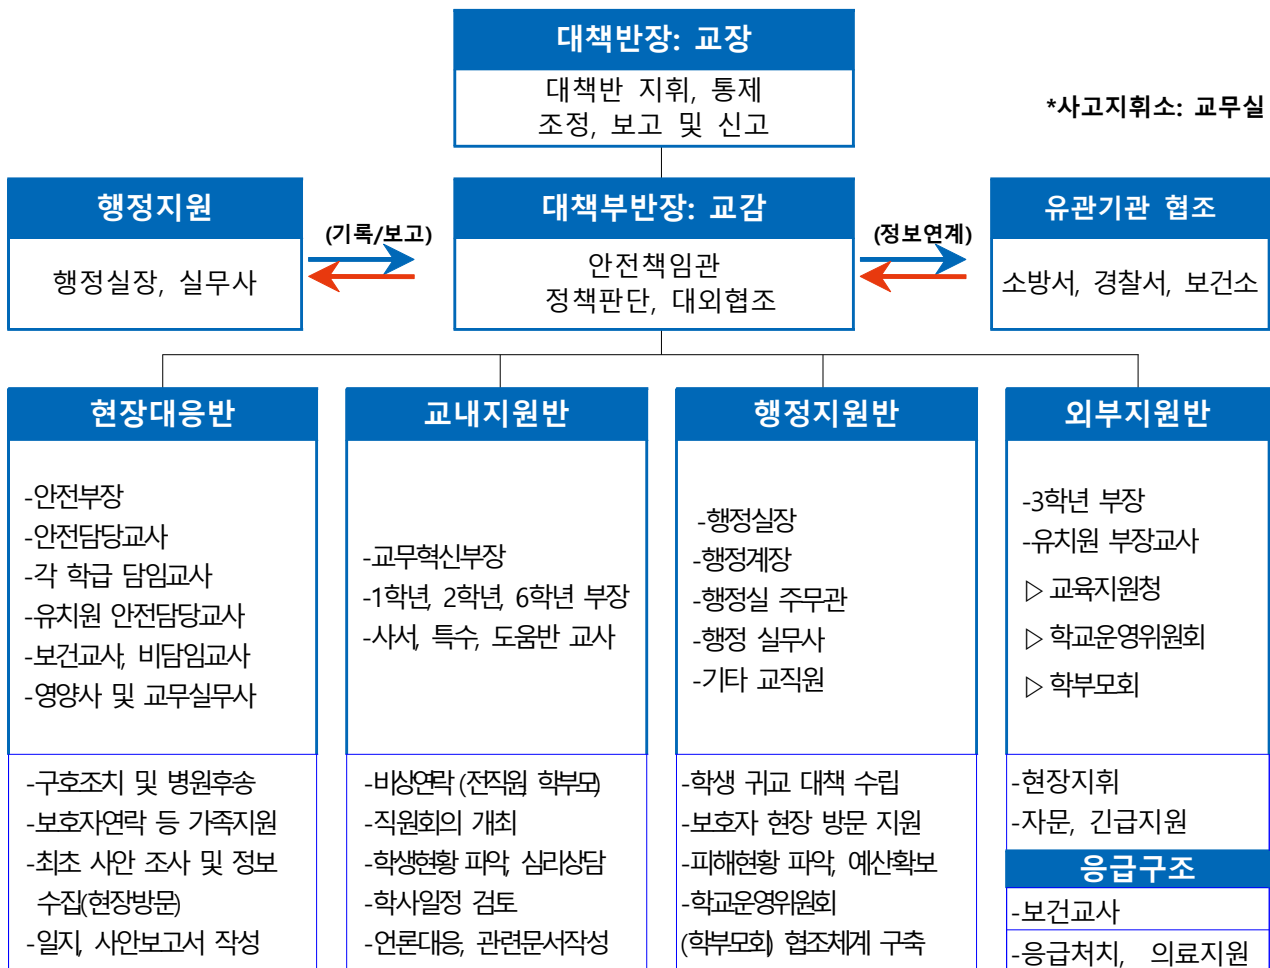 대책반장: 교장
대책반 지휘, 통제
조정, 보고 및 신고
*사고지휘소: 교무실
행정지원
행정실장, 실무사
(기록/보고)
대책부반장: 교감
안전책임관
정책판단, 대외협조
(정보연계)
유관기관 협조
소방서, 경찰서, 보건소
현장대응반
-안전부장
-안전담당교사
-각 학급 담임교사
-유치원 안전담당교사
-보건교사, 비담임교사
-영양사 및 교무실무사
-구호조치 및 병원후송
-보호자연락 등 가족지원
-최초 사안 조사 및 정보
수집(현장방문)
-일지, 사안보고서 작성
교내지원반
-교무혁신부장
-1학년, 2학년, 6학년 부장
-사서, 특수, 도움반 교사
-비상연락 (전직원, 학부모)
-직원회의 개최
-학생현황 파악, 심리상담
-학사일정 검토
-언론대응, 관련문서작성
행정지원반
-행정실장
-행정계장
-행정실 주무관
-행정 실무사
-기타 교직원
-학생 귀교 대책 수립
-보호자 현장 방문 지원
-피해현황 파악, 예산확보
-학교운영위원회
(학부모회) 협조체계 구축
외부지원반
-3학년 부장
-유치원 부장교사
▷ 교육지원청
▷ 학교운영위원회
▷ 학부모회
-현장지휘
-자문, 긴급지원
응급구조
-보건교사
-응급처치, 의료지원